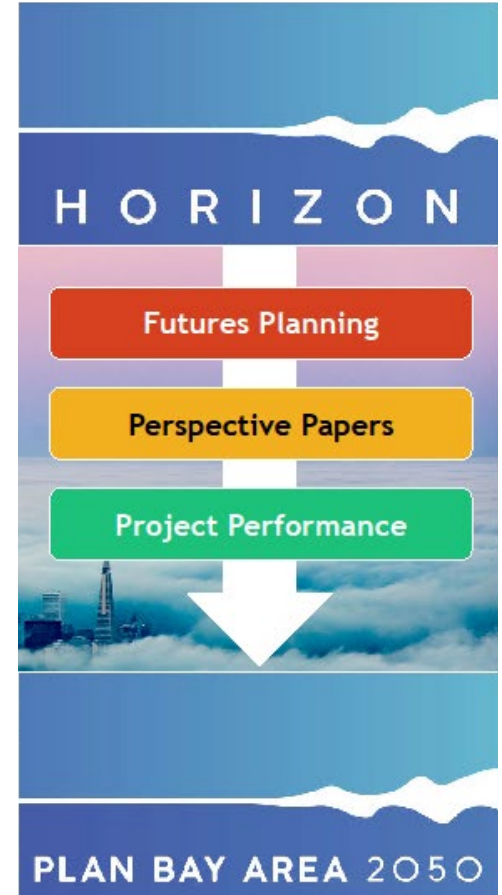 HORIZON
Futures Planning
Perspective Papers
Project Performance
PLAN BAY AREA 2050